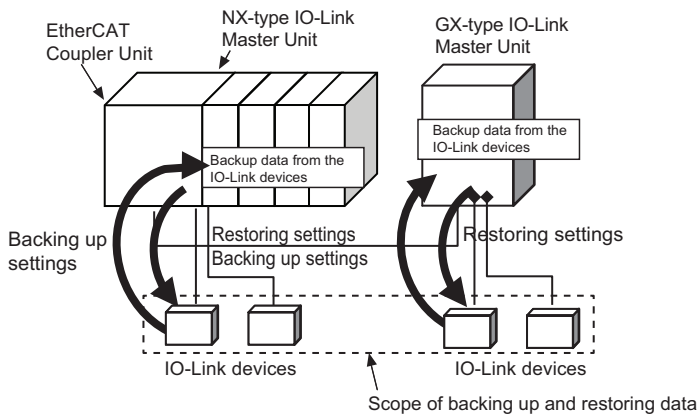 EtherCAT
Coupler Unit
NX-type IO-Link
Master Unit
GX-type IO-Link
Master Unit
Backup data from the
IO-Link devices
Backup data from the
IO-Link devices
Backing up
settings
Restoring settings
Backing up settings
Restoring settings
IO-Link devices
IO-Link devices
Scope of backing up and restoring data